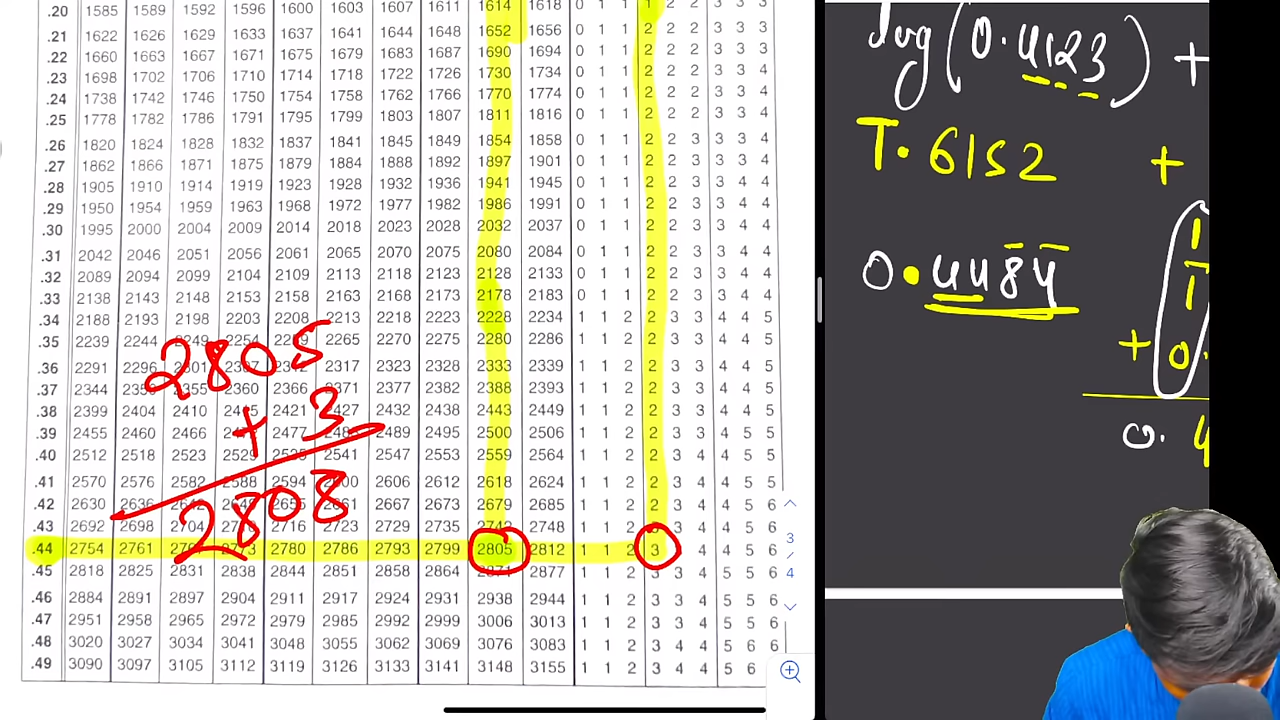 .20 1585 1589 1592 1596 1600 1603 1607 1611 1614 1618 0 1 1 1 2 2 3 3 3
.21 1622 1626 1629 1633 1637 1641 1644 1648 1652 1656 0 1 1 2 2 2 3 3 3
.22 1660 1663 1667 1671 1675 1679 1683 1687 1690 1694 0 1 1 2 2 2 3 3 3
.23 1698 1702 1706 1710 1714 1718 1722 1726 1730 1734 0 1 1 2 2 2 3 3 4
.24 1738 1742 1746 1750 1754 1758 1762 1766 1770 1774 0 1 1 2 2 2 3 3 4
.25 1778 1782 1786 1791 1795 1799 1803 1807 1811 1816 0 1 1 2 2 2 3 3 4
.26 1820 1824 1828 1832 1837 1841 1845 1849 1854 1858 0 1 1 2 2 3 3 3 4
.27 1862 1866 1871 1875 1879 1884 1888 1892 1897 1901 0 1 1 2 2 3 3 3 4
.28 1905 1910 1914 1919 1923 1928 1932 1936 1941 1945 0 1 1 2 2 3 3 4 4
.29 1950 1954 1959 1963 1968 1972 1977 1982 1986 1991 0 1 1 2 2 3 3 4 4
.30 1995 2000 2004 2009 2014 2018 2023 2028 2032 2037 0 1 1 2 2 3 3 4 4
.31 2042 2046 2051 2056 2061 2065 2070 2075 2080 2084 0 1 1 2 2 3 3 4 4
.32 2089 2094 2099 2104 2109 2113 2118 2123 2128 2133 0 1 1 2 2 3 3 4 4
.33 2138 2143 2148 2153 2158 2163 2168 2173 2178 2183 0 1 1 2 2 3 3 4 4
.34 2188 2193 2198 2203 2208 2213 2218 2223 2228 2234 1 1 2 2 3 3 4 4 5
.35 2239 2244 2249 2254 2265 2270 2275 2280 2286 1 1 2 2 3 3 4 4 5
.36 2291 2296 2317 2323 2328 2333 2339 1 1 2 2 3 3 4 4 5
.37 2344 2355 2360 2366 2371 2377 2382 2388 2393 1 1 2 2 3 3 4 4 5
.38 2399 2404 2410 2421 2427 2432 2438 2443 2449 1 1 2 2 3 3 4 4 5
.39 2455 2460 2466 2477 2489 2495 2500 2506 1 1 2 2 3 3 4 5 5
.40 2512 2518 2523 2529 2541 2547 2553 2559 2564 1 1 2 2 3 3 4 5 5
.41 2570 2576 2582 2588 2594 2606 2612 2618 2624 1 1 2 2 3 4 4 5 5
.42 2630 2636 2655 2667 2673 2679 2685 1 1 2 2 3 4 4 5 6
.43 2692 2698 2704 2716 2723 2729 2735 2742 2748 1 1 2 3 3 4 4 5 6
.44 2754 2761 2773 2780 2786 2793 2799 2805 2812 1 1 2 3 4 4 5 6
.45 2818 2825 2831 2838 2844 2851 2858 2864 2871 2877 1 1 2 3 3 4 5 5 6
.46 2884 2891 2897 2904 2911 2917 2924 2931 2938 2944 1 1 2 3 3 4 5 5 6
.47 2951 2958 2965 2972 2979 2985 2992 2999 3006 3013 1 1 2 3 3 4 5 5 6
.48 3020 3027 3034 3041 3048 3055 3062 3069 3076 3083 1 1 2 3 4 4 5 6 6
.49 3090 3097 3105 3112 3119 3126 3133 3141 3148 3155 1 1 2 3 4 4 5 6
2805
+ 3
2808
3
4
log(0.4123) +
T.6152 +
0.4484
1
T
+ 0.
0. 4